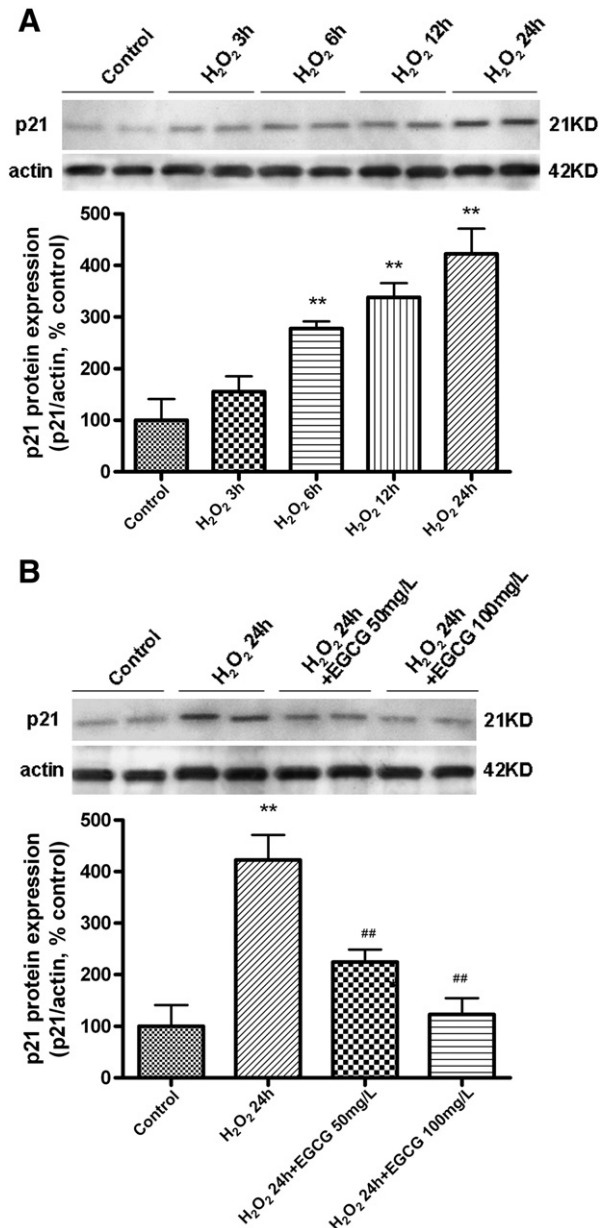 A
Control
H₂O₂ 3h
H₂O₂ 6h
H₂O₂ 12h
H₂O₂ 24h
p21
21KD
actin
42KD
p21 protein expression
(p21/actin, % control)
500
400
300
200
100
0
**
**
**
Control
H₂O₂ 3h
H₂O₂ 6h
H₂O₂ 12h
H₂O₂ 24h
B
Control
H₂O₂ 24h
H₂O₂ 24h
+EGCG 50mg/L
H₂O₂ 24h
+EGCG 100mg/L
p21
21KD
actin
42KD
p21 protein expression
(p21/actin, % control)
500
400
300
200
100
0
**
##
##
Control
H₂O₂ 24h
H₂O₂ 24h+EGCG 50mg/L
H₂O₂ 24h+EGCG 100mg/L